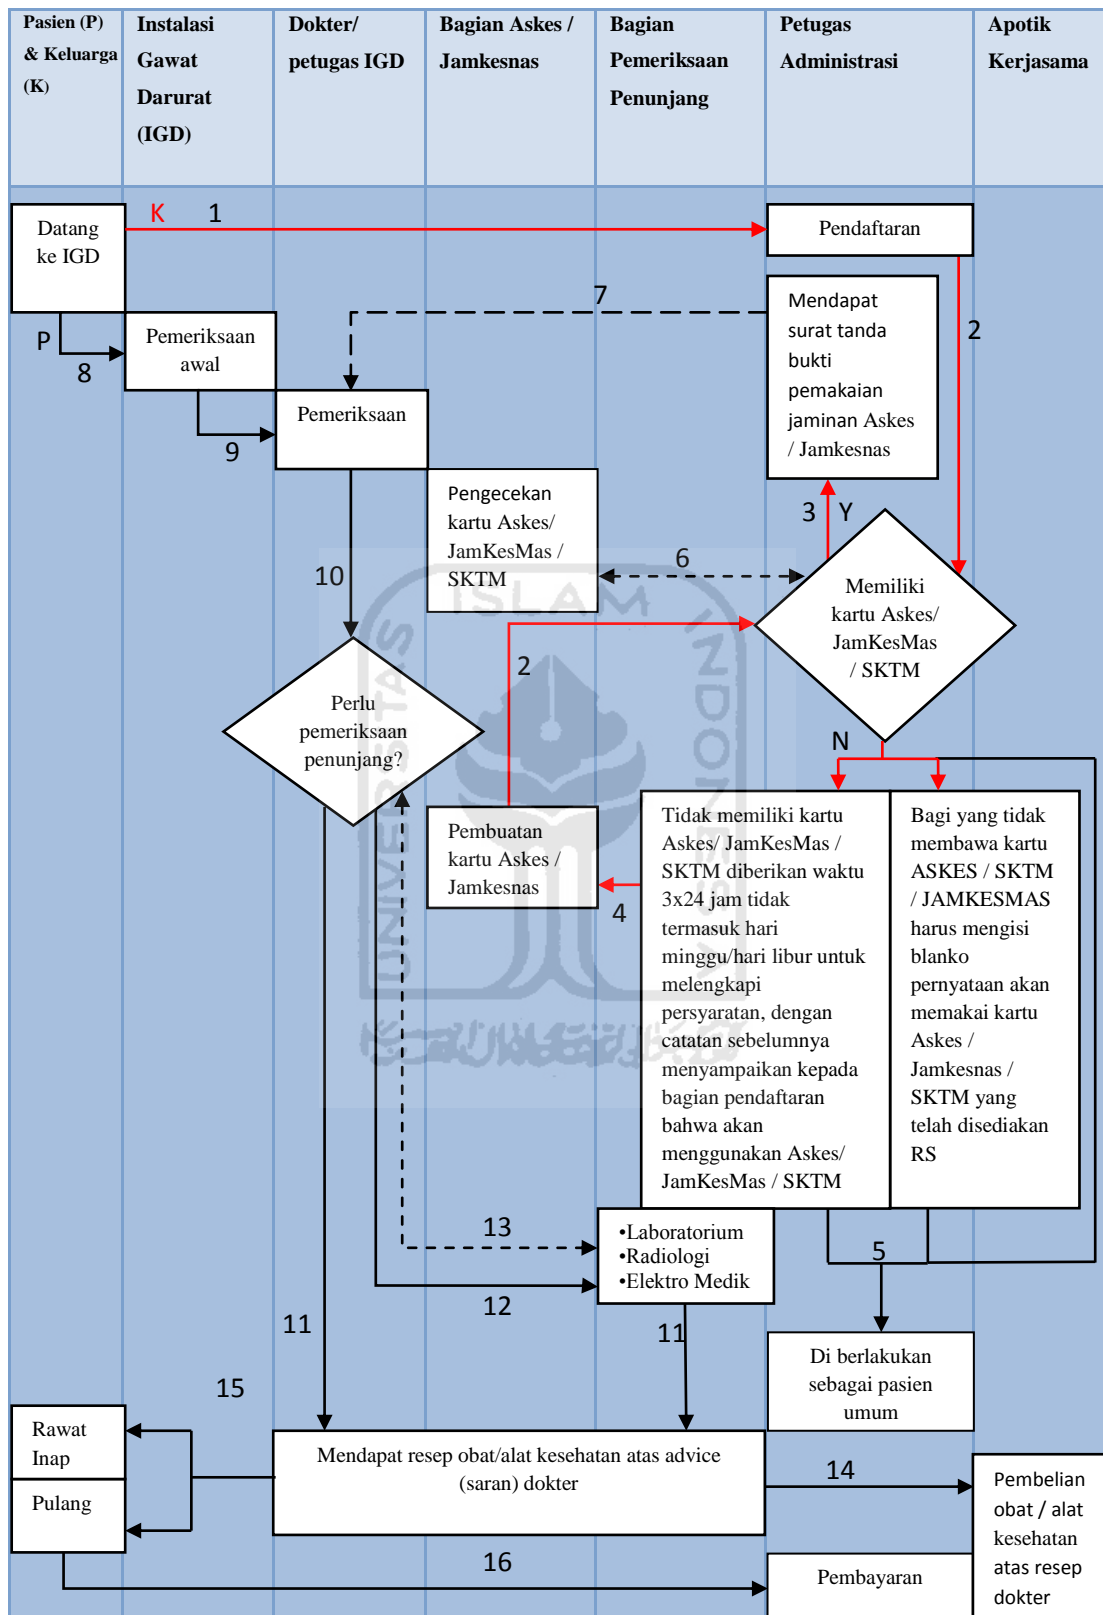 Pasien (P)
& Keluarga
(K)
Instalasi
Gawat
Darurat
(IGD)
Dokter/
petugas IGD
Bagian Askes /
Jamkesnas
Bagian
Pemeriksaan
Penunjang
Petugas
Administrasi
Apotik
Kerjasama
Datang
ke IGD
K 1
Pendaftaran
2
7
Mendapat
surat tanda
bukti
pemakaian
jaminan Askes
/ Jamkesnas
P
8
Pemeriksaan
awal
9
Pemeriksaan
3 Y
Pengecekan
kartu Askes/
JamKesMas /
SKTM
6
Memiliki
kartu Askes/
JamKesMas
/ SKTM
10
2
Perlu
pemeriksaan
penunjang?
N
Pembuatan
kartu Askes /
Jamkesnas
4
Tidak memiliki kartu
Askes/ JamKesMas /
SKTM diberikan waktu
3x24 jam tidak
termasuk hari
minggu/hari libur untuk
melengkapi
persyaratan, dengan
catatan sebelumnya
menyampaikan kepada
bagian pendaftaran
bahwa akan
menggunakan Askes/
JamKesMas / SKTM
Bagi yang tidak
membawa kartu
ASKES / SKTM
/ JAMKESMAS
harus mengisi
blanko
pernyataan akan
memakai kartu
Askes /
Jamkesnas /
SKTM yang
telah disediakan
RS
UNIVERSITAS
ISLAM
INDONESIA
13
•Laboratorium
•Radiologi
•Elektro Medik
5
12
11
11
Di berlakukan
sebagai pasien
umum
15
Rawat
Inap
Pulang
Mendapat resep obat/alat kesehatan atas advice
(saran) dokter
14
Pembelian
obat / alat
kesehatan
atas resep
dokter
16
Pembayaran